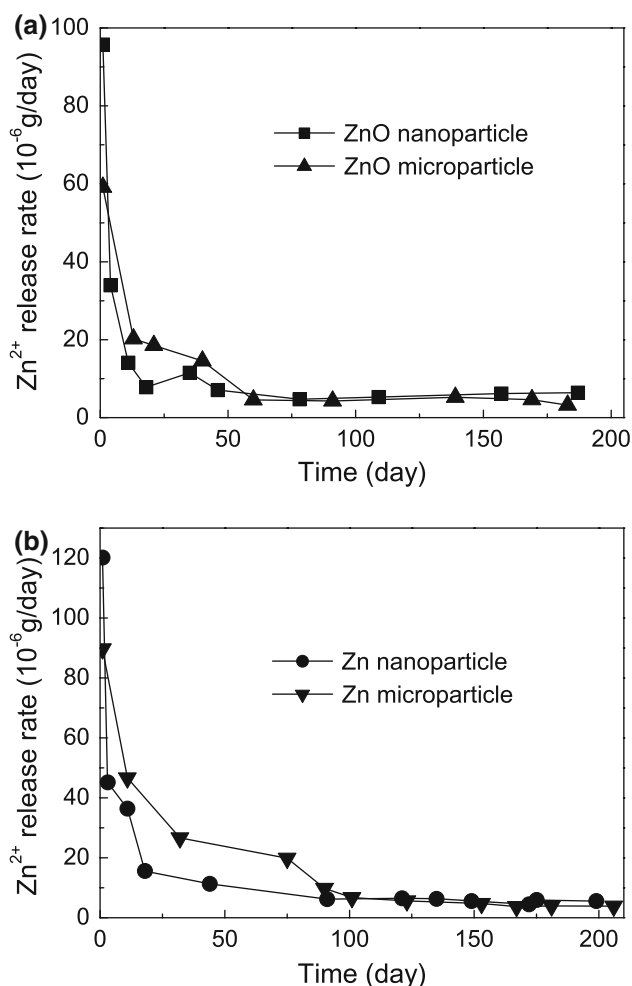 (a)
100
80
60
40
20
0
Zn2+ release rate (10-6g/day)
ZnO nanoparticle
ZnO microparticle
0 50 100 150 200
Time (day)
(b)
120
100
80
60
40
20
0
Zn2+ release rate (10-6g/day)
Zn nanoparticle
Zn microparticle
0 50 100 150 200
Time (day)